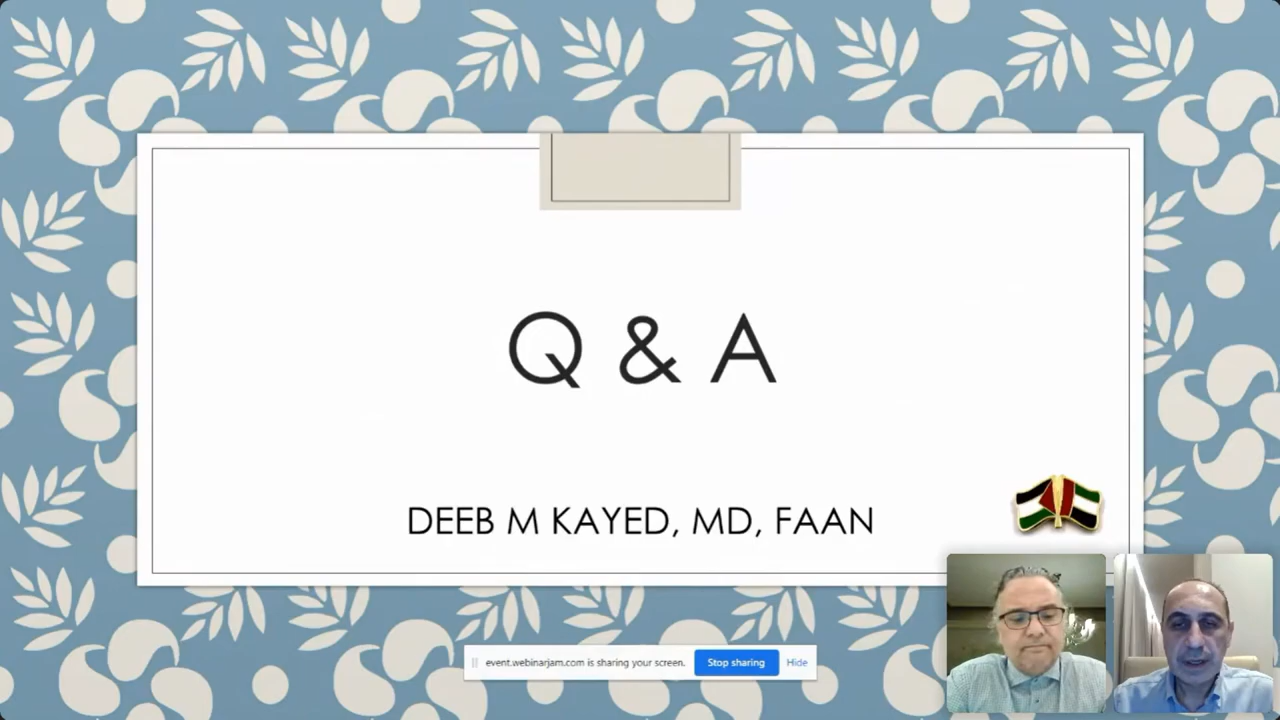 Q & A
DEEB M KAYED, MD, FAAN
event.webinarjam.com is sharing your screen. Stop sharing Hide